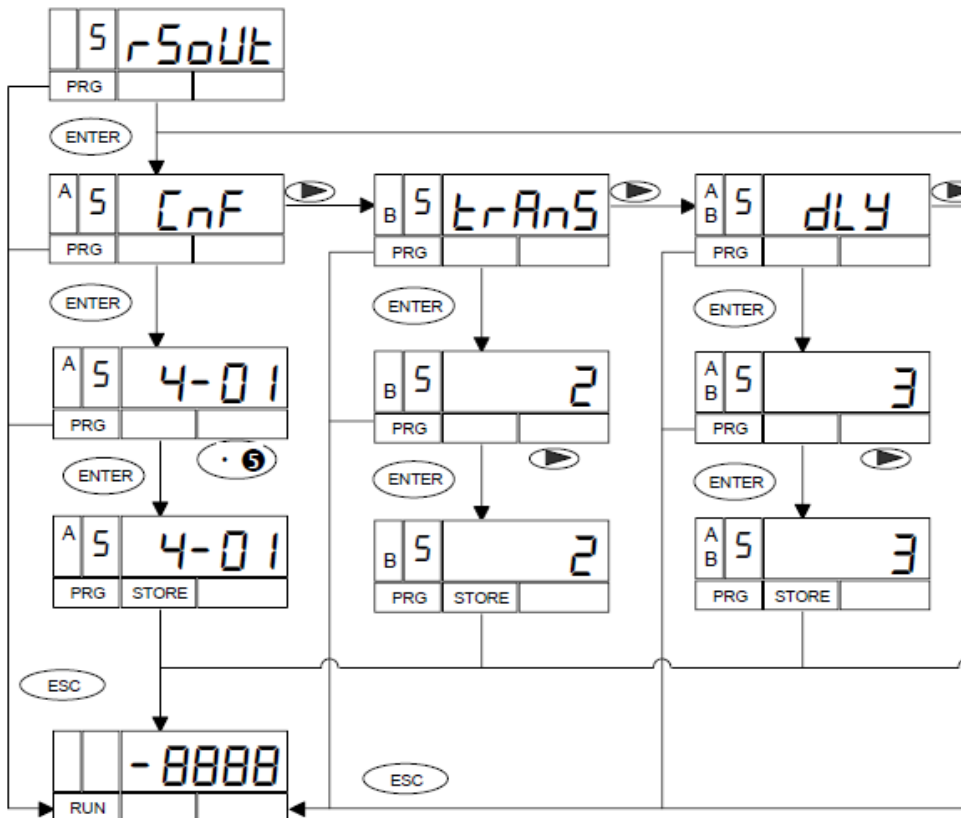 S rSoUt
PRG
ENTER
A S CnF
PRG
B S trAnS
PRG
A B S dLY
PRG
ENTER
ENTER
ENTER
A S 4-01
PRG
B S 2
PRG
A B S 3
PRG
ENTER
· 5
ENTER
ENTER
A S 4-01
PRG STORE
B S 2
PRG STORE
A B S 3
PRG STORE
ESC
-8888
RUN
ESC